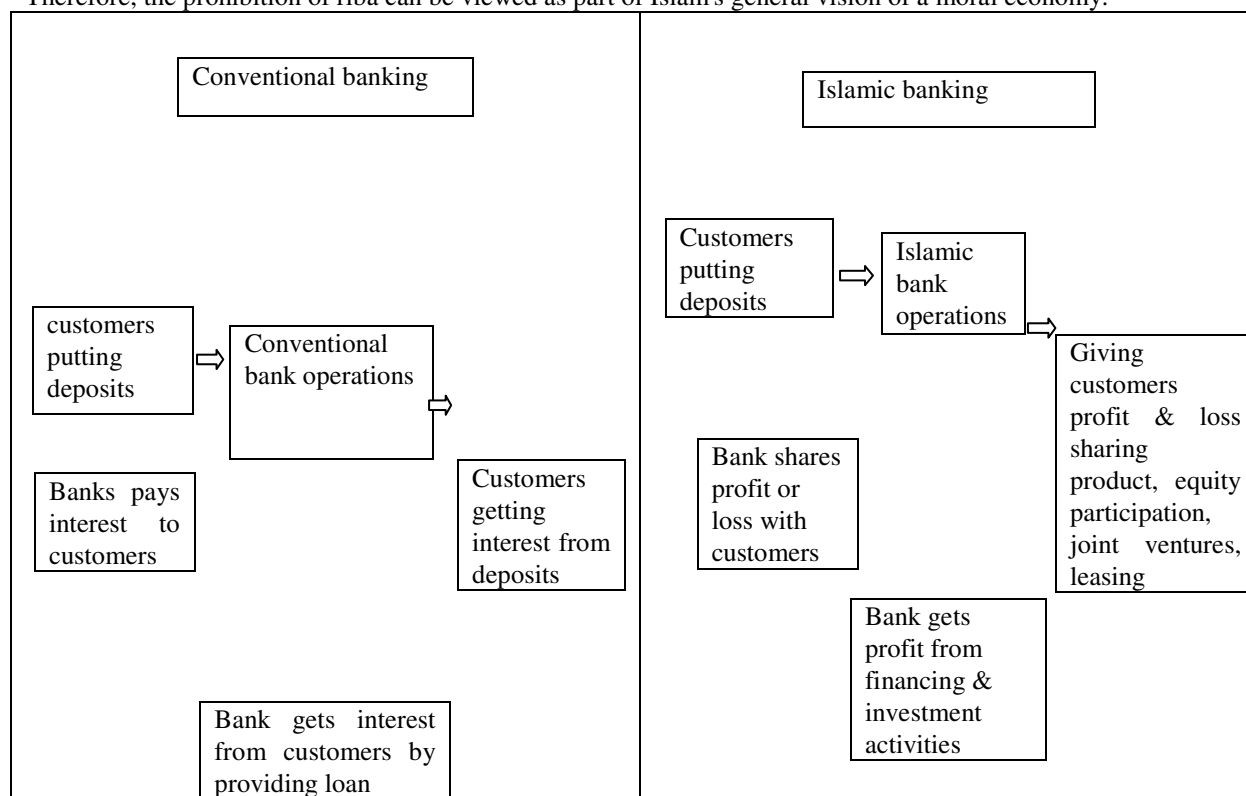 Therefore, the prohibition of riba can be viewed as part of Islam's general vision of a moral economy.
Conventional banking
customers
putting
deposits
Conventional
bank operations
Banks pays
interest to
customers
Customers
getting
interest from
deposits
Bank gets interest
from customers by
providing loan
Islamic banking
Customers
putting
deposits
Islamic
bank
operations
Giving
customers
profit & loss
sharing
product, equity
participation,
joint ventures,
leasing
Bank shares
profit or
loss with
customers
Bank gets
profit from
financing &
investment
activities